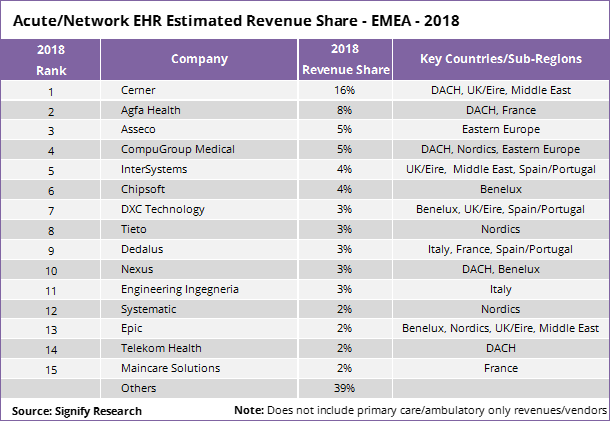 Acute/Network EHR Estimated Revenue Share - EMEA - 2018
2018 Rank Company 2018 Revenue Share Key Countries/Sub-Regions
1 Cerner 16% DACH, UK/Eire, Middle East
2 Agfa Health 8% DACH, France
3 Asseco 5% Eastern Europe
4 CompuGroup Medical 5% DACH, Nordics, Eastern Europe
5 InterSystems 4% UK/Eire, Middle East, Spain/Portugal
6 Chipsoft 4% Benelux
7 DXC Technology 3% Benelux, UK/Eire, Spain/Portugal
8 Tieto 3% Nordics
9 Dedalus 3% Italy, France, Spain/Portugal
10 Nexus 3% DACH, Benelux
11 Engineering Ingegneria 3% Italy
12 Systematic 2% Nordics
13 Epic 2% Benelux, Nordics, UK/Eire, Middle East
14 Telekom Health 2% DACH
15 Maincare Solutions 2% France
Others 39%
Source: Signify Research Note: Does not include primary care/ambulatory only revenues/vendors